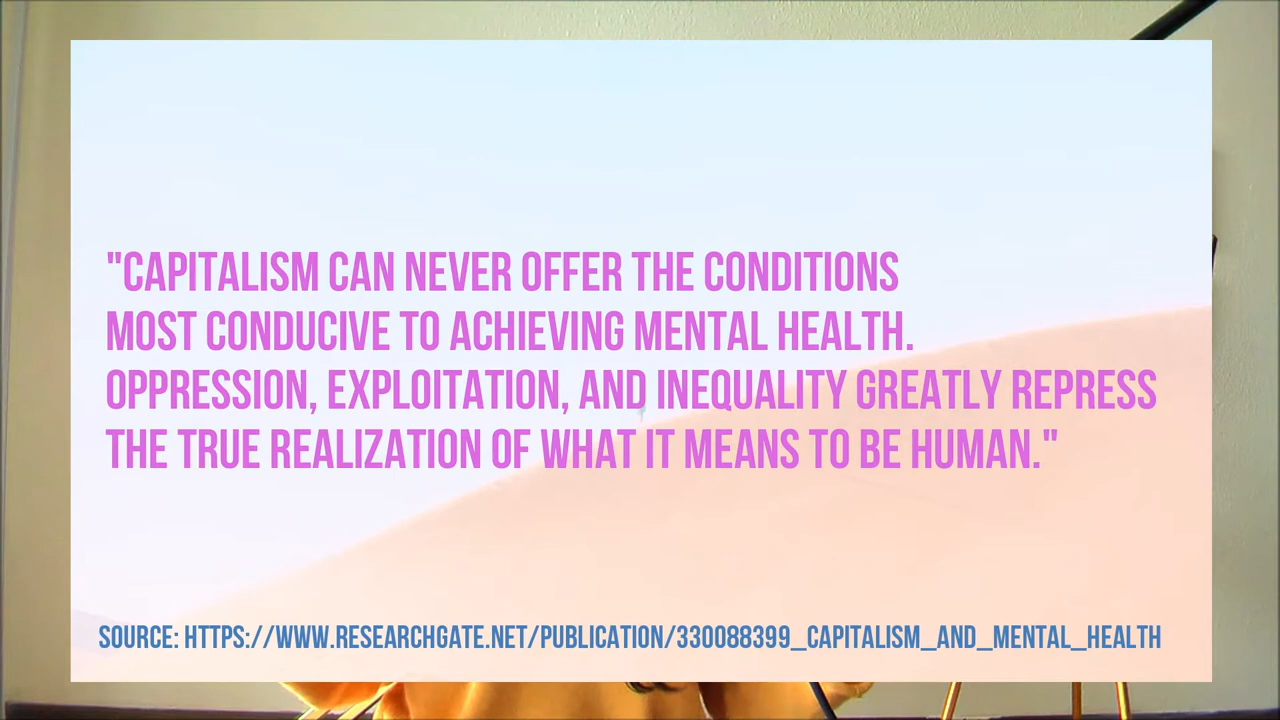 "CAPITALISM CAN NEVER OFFER THE CONDITIONS
MOST CONDUCIVE TO ACHIEVING MENTAL HEALTH.
OPPRESSION, EXPLOITATION, AND INEQUALITY GREATLY REPRESS
THE TRUE REALIZATION OF WHAT IT MEANS TO BE HUMAN."
SOURCE: HTTPS://WWW.RESEARCHGATE.NET/PUBLICATION/330088399_CAPITALISM_AND_MENTAL_HEALTH